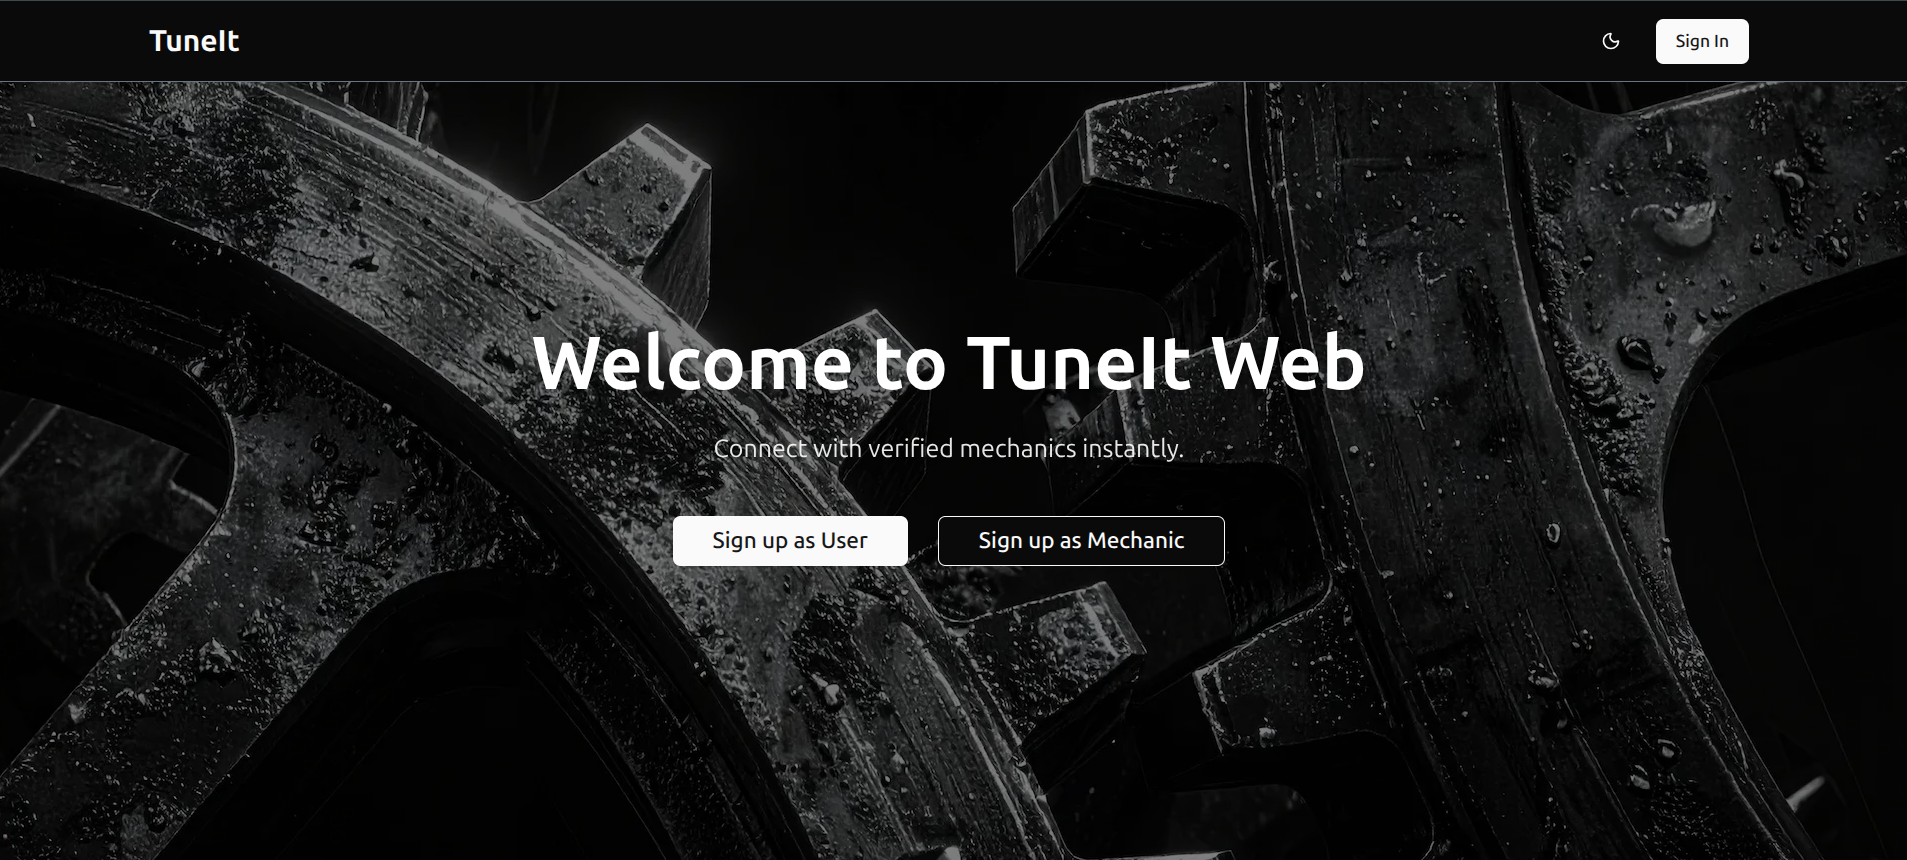 TuneIt
Sign In
Welcome to TuneIt Web
Connect with verified mechanics instantly.
Sign up as User
Sign up as Mechanic